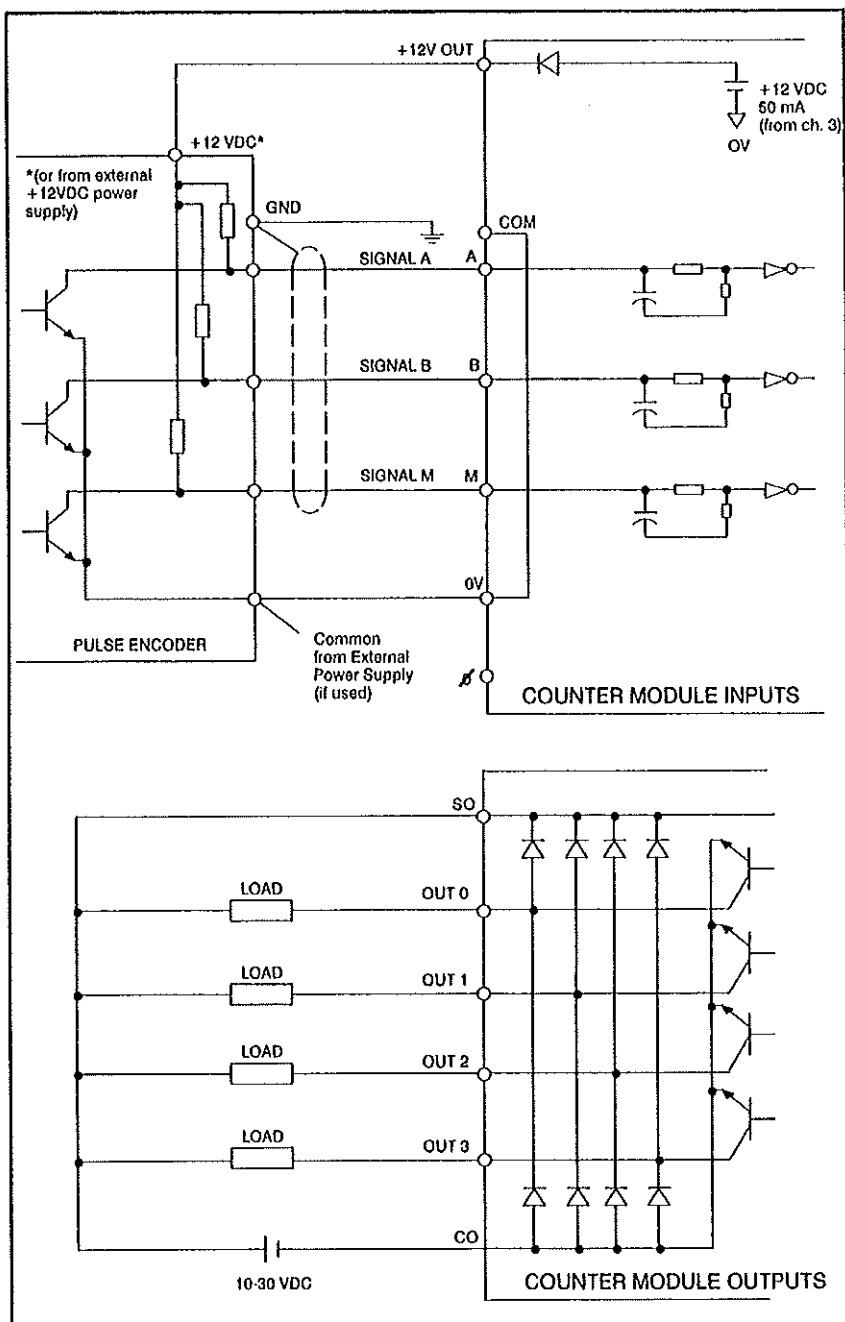 +12V OUT
+12 VDC
60 mA
(from ch. 3)
OV
+12 VDC*
*(or from external
+12VDC power
supply)
GND
COM
SIGNAL A
A
SIGNAL B
B
SIGNAL M
M
0V
PULSE ENCODER
Common
from External
Power Supply
(if used)
ø
COUNTER MODULE INPUTS
SO
LOAD
OUT 0
LOAD
OUT 1
LOAD
OUT 2
LOAD
OUT 3
CO
10-30 VDC
COUNTER MODULE OUTPUTS